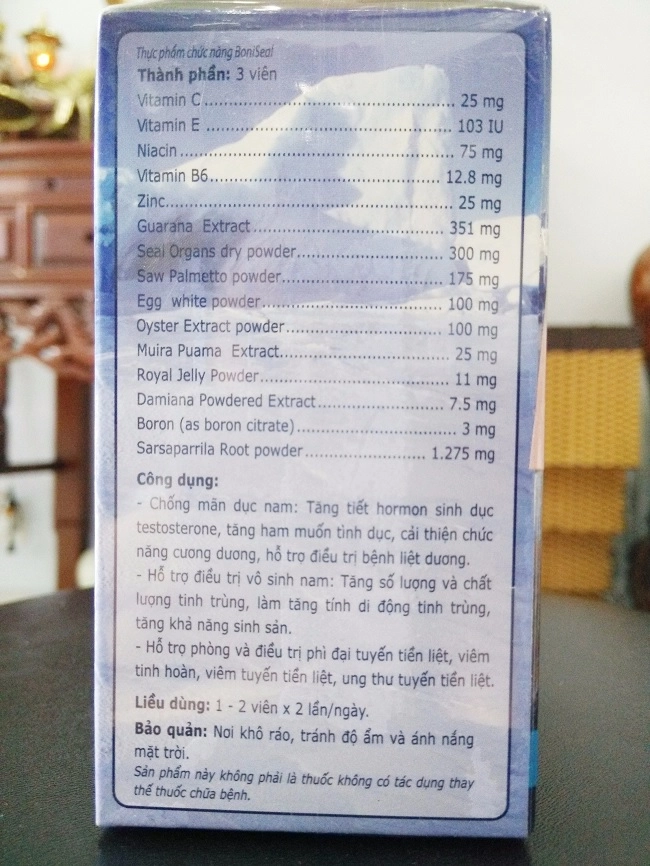 Thực phẩm chức năng BoniSeal
Thành phần: 3 viên
Vitamin C........................................ 25 mg
Vitamin E ....................................... 103 IU
Niacin............................................. 75 mg
Vitamin B6..................................... 12.8 mg
Zinc............................................... 25 mg
Guarana Extract............................... 351 mg
Seal Organs dry powder...................... 300 mg
Saw Palmetto powder......................... 175 mg
Egg white powder............................. 100 mg
Oyster Extract powder........................ 100 mg
Muira Puama Extract.......................... 25 mg
Royal Jelly Powder............................. 11 mg
Damiana Powdered Extract.................... 7.5 mg
Boron (as boron citrate)........................ 3 mg
Sarsaparrila Root powder.................... 1.275 mg
Công dụng:
- Chống mãn dục nam: Tăng tiết hormon sinh dục
testosterone, tăng ham muốn tình dục, cải thiện chức
năng cương dương, hỗ trợ điều trị bệnh liệt dương.
- Hỗ trợ điều trị vô sinh nam: Tăng số lượng và chất
lượng tinh trùng, làm tăng tính di động tinh trùng,
tăng khả năng sinh sản.
- Hỗ trợ phòng và điều trị phì đại tuyến tiền liệt, viêm
tinh hoàn, viêm tuyến tiền liệt, ung thư tuyến tiền liệt.
Liều dùng: 1 - 2 viên x 2 lần/ngày.
Bảo quản: Nơi khô ráo, tránh độ ẩm và ánh nắng
mặt trời.
Sản phẩm này không phải là thuốc không có tác dụng thay
thế thuốc chữa bệnh.